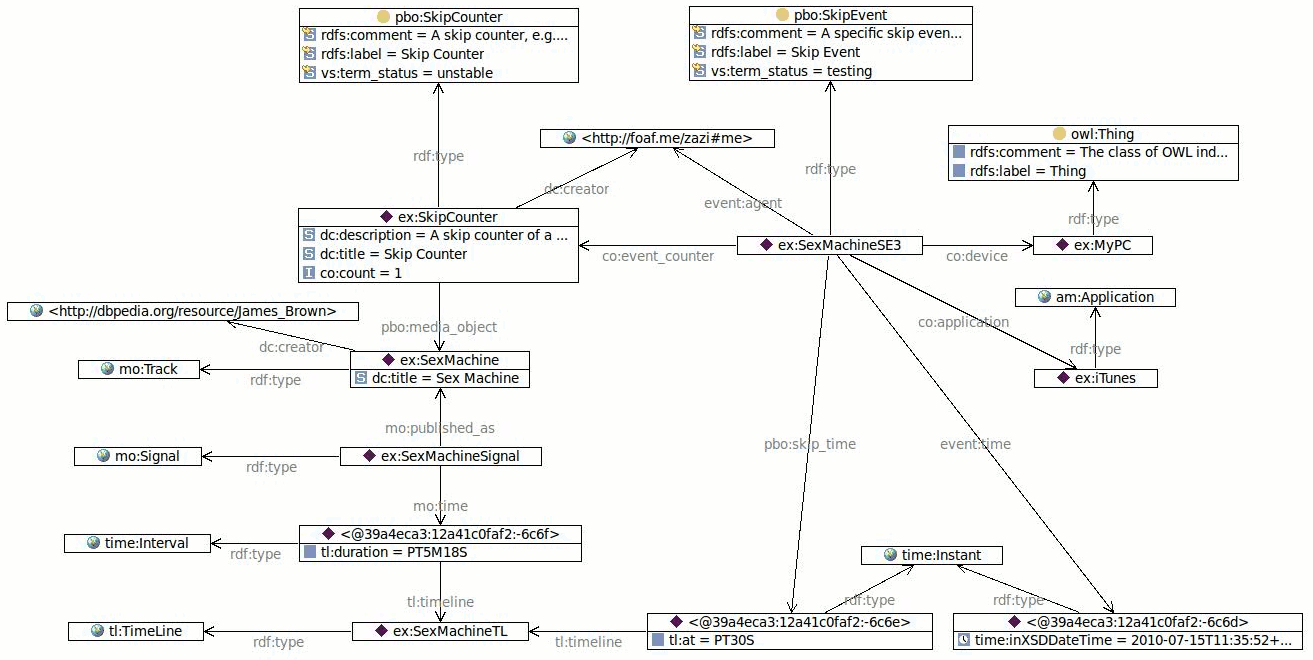 pbo:SkipCounter
rdfs:comment = A skip counter, e.g....
rdfs:label = Skip Counter
vs:term_status = unstable
pbo:SkipEvent
rdfs:comment = A specific skip even...
rdfs:label = Skip Event
vs:term_status = testing
<http://foaf.me/zazi#me>
owl:Thing
rdfs:comment = The class of OWL ind...
rdfs:label = Thing
rdf:type
rdf:type
dc:creator
event:agent
rdf:type
ex:SkipCounter
dc:description = A skip counter of a ...
dc:title = Skip Counter
co:count = 1
co:event_counter
ex:SexMachineSE3
co:device
ex:MyPC
<http://dbpedia.org/resource/James_Brown>
am:Application
pbo:media_object
co:application
dc:creator
rdf:type
mo:Track
rdf:type
ex:SexMachine
dc:title = Sex Machine
ex:iTunes
mo:published_as
pbo:skip_time
event:time
mo:Signal
rdf:type
ex:SexMachineSignal
mo:time
time:Interval
rdf:type
<@39a4eca3:12a41c0faf2:-6c6f>
tl:duration = PT5M18S
time:Instant
tl:timeline
rdf:type
rdf:type
tl:TimeLine
rdf:type
ex:SexMachineTL
tl:timeline
<@39a4eca3:12a41c0faf2:-6c6e>
tl:at = PT30S
<@39a4eca3:12a41c0faf2:-6c6d>
time:inXSDDateTime = 2010-07-15T11:35:52+...